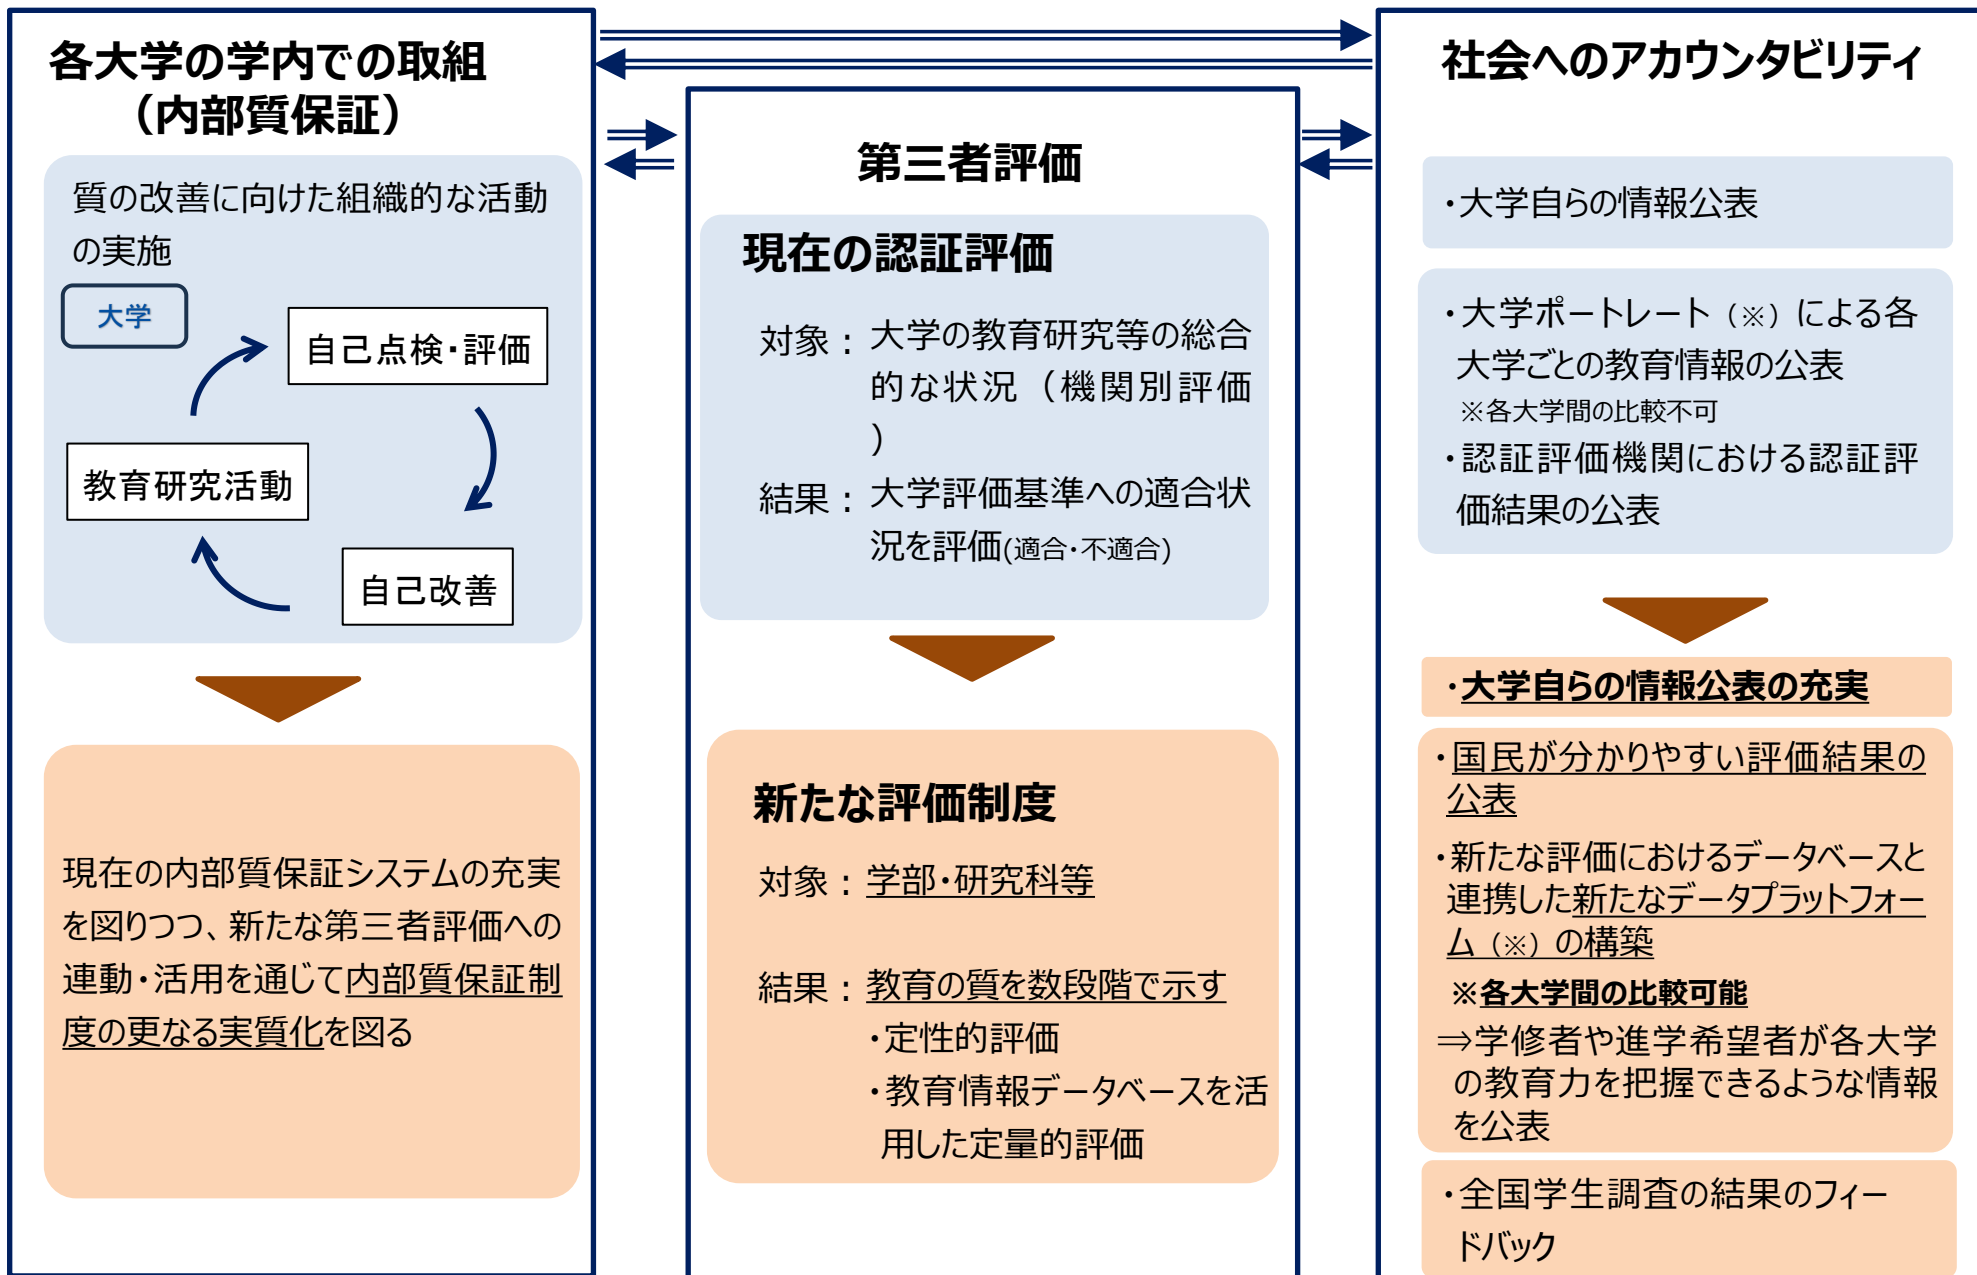 各大学の学内での取組
（内部質保証）
質の改善に向けた組織的な活動
の実施
大学
自己点検・評価
教育研究活動
自己改善
現在の内部質保証システムの充実
を図りつつ、新たな第三者評価への
連動・活用を通じて内部質保証制
度の更なる実質化を図る
第三者評価
現在の認証評価
対象：大学の教育研究等の総合
的な状況（機関別評価
）
結果：大学評価基準への適合状
況を評価(適合・不適合)
新たな評価制度
対象：学部・研究科等
結果：教育の質を数段階で示す
・定性的評価
・教育情報データベースを活
用した定量的評価
社会へのアカウンタビリティ
・大学自らの情報公表
・大学ポートレート（※）による各
大学ごとの教育情報の公表
※各大学間の比較不可
・認証評価機関における認証評
価結果の公表
・大学自らの情報公表の充実
・国民が分かりやすい評価結果の
公表
・新たな評価におけるデータベースと
連携した新たなデータプラットフォー
ム（※）の構築
※各大学間の比較可能
⇒学修者や進学希望者が各大学
の教育力を把握できるような情報
を公表
・全国学生調査の結果のフィー
ドバック